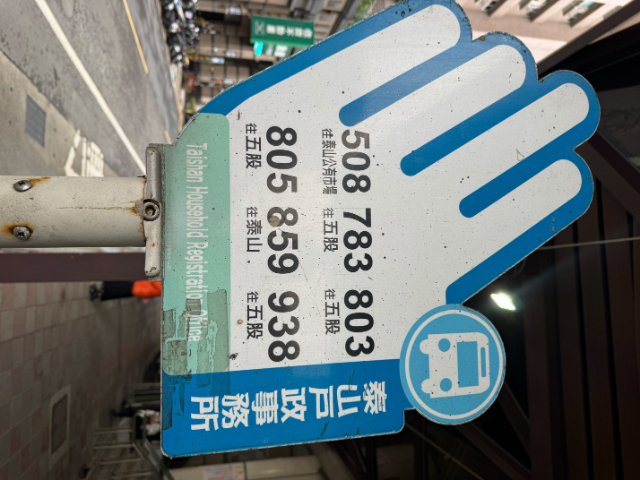 泰山戶
政事務所
508 783 803
往泰山公有市場 往五股 往五股
805 859 938
往五股 往泰山 往五股
Taishan Household Registration Office